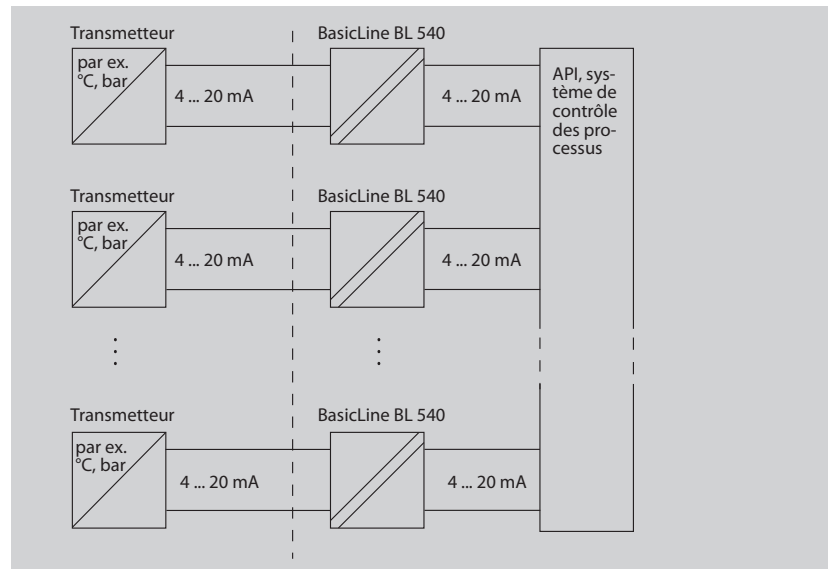 Transmetteur
BasicLine BL 540
par ex.
°C, bar
4 ... 20 mA
4 ... 20 mA
API, sys-
tème de
contrôle
des pro-
cessus
Transmetteur
BasicLine BL 540
par ex.
°C, bar
4 ... 20 mA
4 ... 20 mA
Transmetteur
BasicLine BL 540
par ex.
°C, bar
4 ... 20 mA
4 ... 20 mA